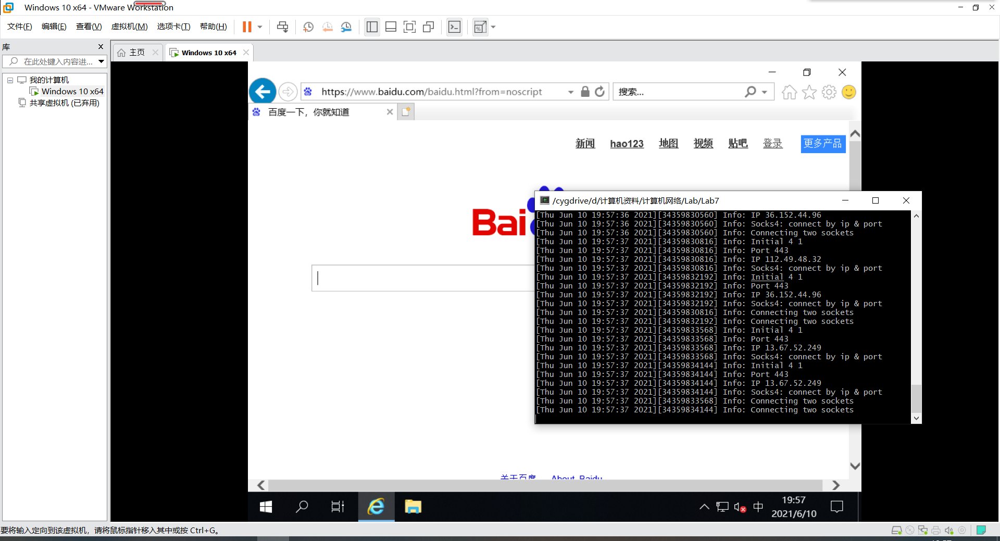 Windows 10 x64 - VMware Workstation
文件(F) 编辑(E) 查看(V) 虚拟机(M) 选项卡(T) 帮助(H)
库
在此处键入内容进...
我的计算机
Windows 10 x64
共享虚拟机 (已弃用)
主页
Windows 10 x64
https://www.baidu.com/baidu.html?from=noscript
搜索...
百度一下，你就知道
新闻 hao123 地图 视频 贴吧 登录 更多产品
Bai
/cygdrive/d/计算机资料/计算机网络/Lab/Lab7
[Thu Jun 10 19:57:36 2021][34359830560] Info: IP 36.152.44.96
[Thu Jun 10 19:57:36 2021][34359830560] Info: Socks4: connect by ip & port
[Thu Jun 10 19:57:36 2021][34359830560] Info: Connecting two sockets
[Thu Jun 10 19:57:37 2021][34359830816] Info: Initial 4 1
[Thu Jun 10 19:57:37 2021][34359830816] Info: Port 443
[Thu Jun 10 19:57:37 2021][34359830816] Info: IP 112.49.48.32
[Thu Jun 10 19:57:37 2021][34359830816] Info: Socks4: connect by ip & port
[Thu Jun 10 19:57:37 2021][34359832192] Info: Initial 4 1
[Thu Jun 10 19:57:37 2021][34359832192] Info: Port 443
[Thu Jun 10 19:57:37 2021][34359832192] Info: IP 36.152.44.96
[Thu Jun 10 19:57:37 2021][34359832192] Info: Socks4: connect by ip & port
[Thu Jun 10 19:57:37 2021][34359830816] Info: Connecting two sockets
[Thu Jun 10 19:57:37 2021][34359832192] Info: Connecting two sockets
[Thu Jun 10 19:57:37 2021][34359833568] Info: Initial 4 1
[Thu Jun 10 19:57:37 2021][34359833568] Info: Port 443
[Thu Jun 10 19:57:37 2021][34359833568] Info: IP 13.67.52.249
[Thu Jun 10 19:57:37 2021][34359833568] Info: Socks4: connect by ip & port
[Thu Jun 10 19:57:37 2021][34359834144] Info: Initial 4 1
[Thu Jun 10 19:57:37 2021][34359834144] Info: Port 443
[Thu Jun 10 19:57:37 2021][34359834144] Info: IP 13.67.52.249
[Thu Jun 10 19:57:37 2021][34359834144] Info: Socks4: connect by ip & port
[Thu Jun 10 19:57:37 2021][34359833568] Info: Connecting two sockets
[Thu Jun 10 19:57:37 2021][34359834144] Info: Connecting two sockets
关于百度 About Baidu
中
19:57
2021/6/10
要将输入定向到该虚拟机，请将鼠标指针移入其中或按 Ctrl+G。